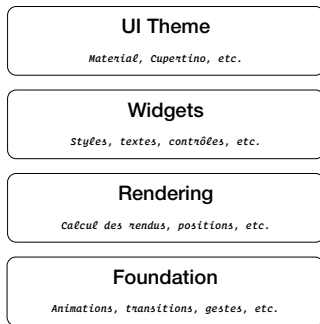 UI Theme
Material, Cupertino, etc.
Widgets
Styles, textes, contrôles, etc.
Rendering
Calcul des rendus, positions, etc.
Foundation
Animations, transitions, gestes, etc.